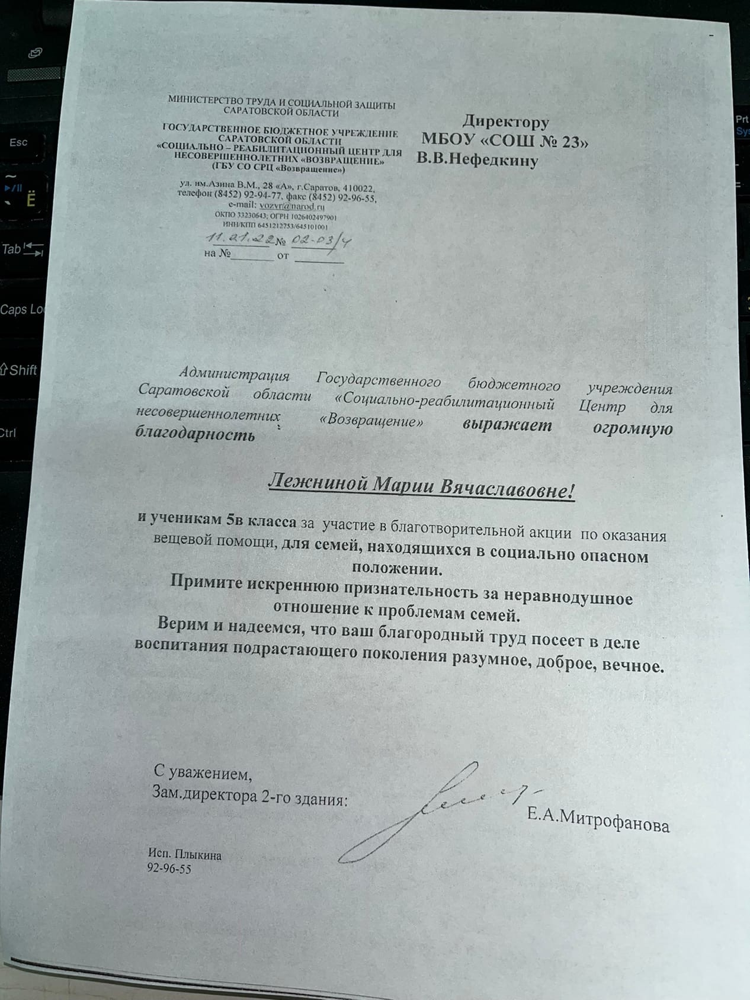 МИНИСТЕРСТВО ТРУДА И СОЦИАЛЬНОЙ ЗАЩИТЫ
САРАТОВСКОЙ ОБЛАСТИ
ГОСУДАРСТВЕННОЕ БЮДЖЕТНОЕ УЧРЕЖДЕНИЕ
САРАТОВСКОЙ ОБЛАСТИ
«СОЦИАЛЬНО – РЕАБИЛИТАЦИОННЫЙ ЦЕНТР ДЛЯ
НЕСОВЕРШЕННОЛЕТНИХ «ВОЗВРАЩЕНИЕ»
(ГБУ СО СРЦ «Возвращение»)
ул. им.Азина В.М., 28 «А», г.Саратов, 410022,
телефон (8452) 92-94-77, факс (8452) 92-96-55,
e-mail: vozvr@narod.ru
ОКПО 33230643; ОГРН 1026402497901
ИНН/КПП 6451212753/645101001
11.01.22 № 02-03/4
на №_______ от ________
Директору
МБОУ «СОШ № 23»
В.В.Нефедкину
Администрация Государственного бюджетного учреждения
Саратовской области «Социально-реабилитационный Центр для
несовершеннолетних «Возвращение» выражает огромную
благодарность
Лежниной Марии Вячаславовне!
и ученикам 5в класса за участие в благотворительной акции по оказания
вещевой помощи, для семей, находящихся в социально опасном
положении.
Примите искреннюю признательность за неравнодушное
отношение к проблемам семей.
Верим и надеемся, что ваш благородный труд посеет в деле
воспитания подрастающего поколения разумное, доброе, вечное.
С уважением,
Зам.директора 2-го здания:
Е.А.Митрофанова
Исп. Плыкина
92-96-55
Esc
Ё
Tab
Caps Lo
Shift
Ctrl
Prt
Sys